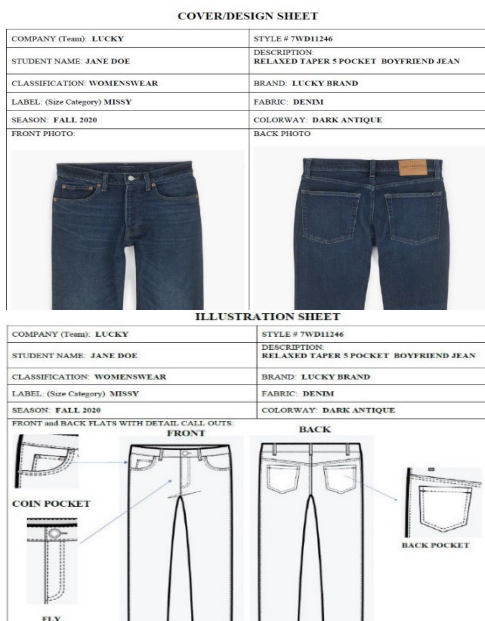 COVER/DESIGN SHEET
COMPANY (Team): LUCKY
STYLE # 7WD11246
STUDENT NAME: JANE DOE
DESCRIPTION:
RELAXED TAPER 5 POCKET BOYFRIEND JEAN
CLASSIFICATION: WOMENSWEAR
BRAND: LUCKY BRAND
LABEL: (Size Category) MISSY
FABRIC: DENIM
SEASON: FALL 2020
COLORWAY: DARK ANTIQUE
FRONT PHOTO:
BACK PHOTO
ILLUSTRATION SHEET
COMPANY (Team): LUCKY
STYLE # 7WD11246
STUDENT NAME: JANE DOE
DESCRIPTION:
RELAXED TAPER 5 POCKET BOYFRIEND JEAN
CLASSIFICATION: WOMENSWEAR
BRAND: LUCKY BRAND
LABEL: (Size Category) MISSY
FABRIC: DENIM
SEASON: FALL 2020
COLORWAY: DARK ANTIQUE
FRONT and BACK FLATS WITH DETAIL CALL OUTS:
FRONT
BACK
COIN POCKET
BACK POCKET
FLY